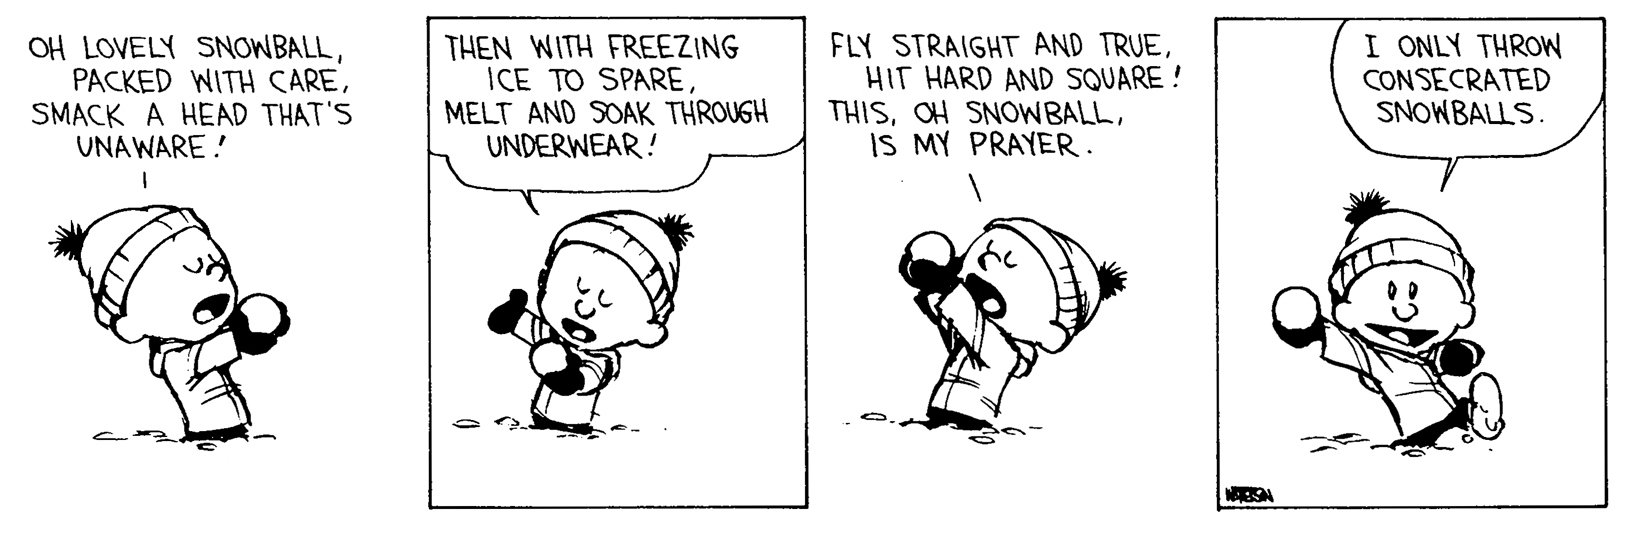 OH LOVELY SNOWBALL,
PACKED WITH CARE,
SMACK A HEAD THAT'S
UNAWARE!
THEN WITH FREEZING
ICE TO SPARE,
MELT AND SOAK THROUGH
UNDERWEAR!
FLY STRAIGHT AND TRUE,
HIT HARD AND SQUARE!
THIS, OH SNOWBALL,
IS MY PRAYER.
I ONLY THROW
CONSECRATED
SNOWBALLS.
WATTERSON